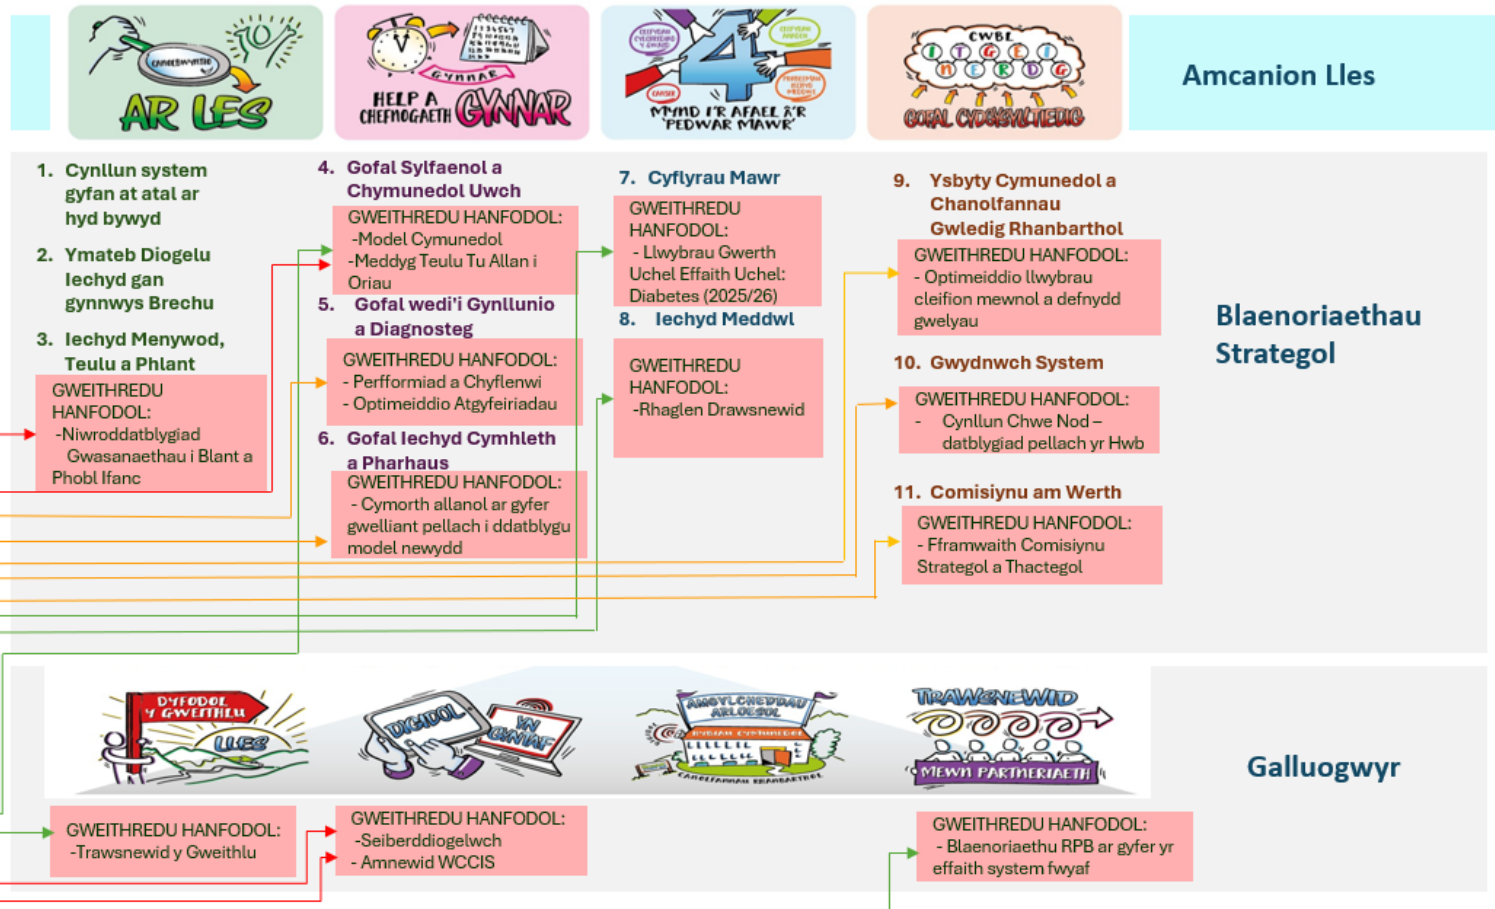 CANOLBWYNTIO
AR LES
GYNNAR
HELP A
CHEFNOGAETH GYNNAR
4
CANSER
MYND I'R AFAEL Â'R
'PEDWAR MAWR'
CWBL
INTEGREIDDIG
GOFAL CYDGYSYLLTIEDIG
Amcanion Lles
1. Cynllun system
gyfan at atal ar
hyd bywyd
2. Ymateb Diogelu
Iechyd gan
gynnwys Brechu
3. Iechyd Menywod,
Teulu a Phlant
GWEITHREDU
HANFODOL:
-Niwroddatblygiad
Gwasanaethau i Blant a
Phobl Ifanc
4. Gofal Sylfaenol a
Chymunedol Uwch
GWEITHREDU HANFODOL:
-Model Cymunedol
-Meddyg Teulu Tu Allan i
Oriau
5. Gofal wedi'i Gynllunio
a Diagnosteg
GWEITHREDU HANFODOL:
- Perfformiad a Chyflenwi
- Optimeiddio Atgyfeiriadau
6. Gofal Iechyd Cymhleth
a Pharhaus
GWEITHREDU HANFODOL:
- Cymorth allanol ar gyfer
gwelliant pellach i ddatblygu
model newydd
7. Cyflyrau Mawr
GWEITHREDU
HANFODOL:
- Llwybrau Gwerth
Uchel Effaith Uchel:
Diabetes (2025/26)
8. Iechyd Meddwl
GWEITHREDU
HANFODOL:
-Rhaglen Drawsnewid
9. Ysbyty Cymunedol a
Chanolfannau
Gwledig Rhanbarthol
GWEITHREDU HANFODOL:
- Optimeiddio llwybrau
cleifion mewnol a defnydd
gwelyau
10. Gwydnwch System
GWEITHREDU HANFODOL:
- Cynllun Chwe Nod –
datblygiad pellach yr Hwb
11. Comisiynu am Werth
GWEITHREDU HANFODOL:
- Fframwaith Comisiynu
Strategol a Thactegol
Blaenoriaethau
Strategol
DYFODOL
Y GWEITHLU
LLES
DIGIDOL
YN
GYNTAF
AMGYLCHEDDAU
ARLOESOL
CANOLFANNAU RHANBARTHOL
TRAWSNEWID
MEWN PARTNERIAETH
Galluogwyr
GWEITHREDU HANFODOL:
-Trawsnewid y Gweithlu
GWEITHREDU HANFODOL:
-Seiberddiogelwch
- Amnewid WCCIS
GWEITHREDU HANFODOL:
- Blaenoriaethu RPB ar gyfer yr
effaith system fwyaf